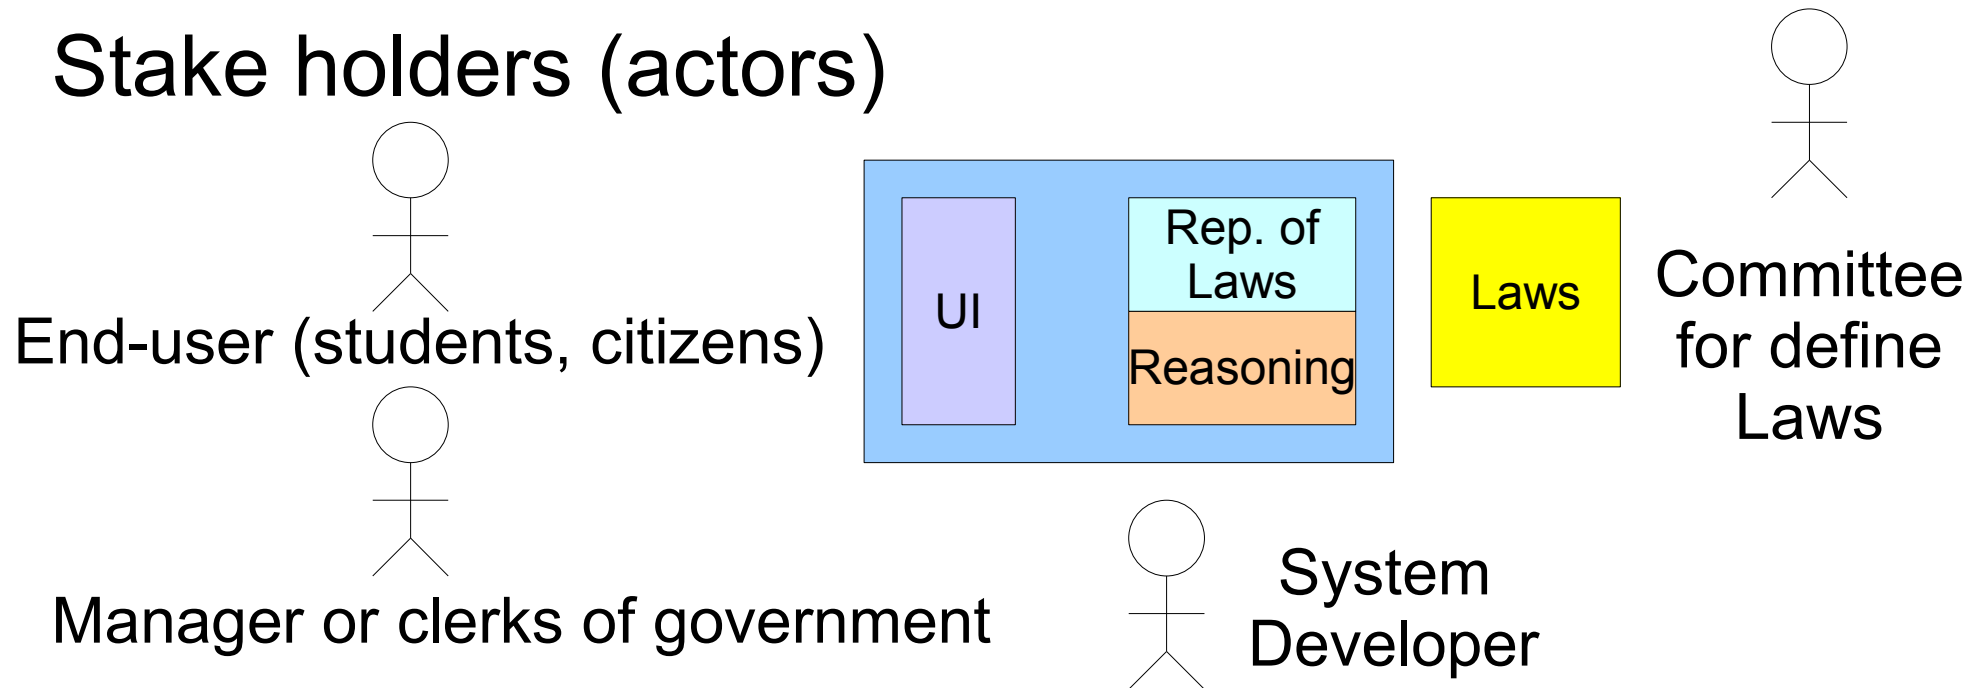 Stake holders (actors)
End-user (students, citizens)
Manager or clerks of government
UI
Rep. of
Laws
Reasoning
Laws
Committee
for define
Laws
System
Developer